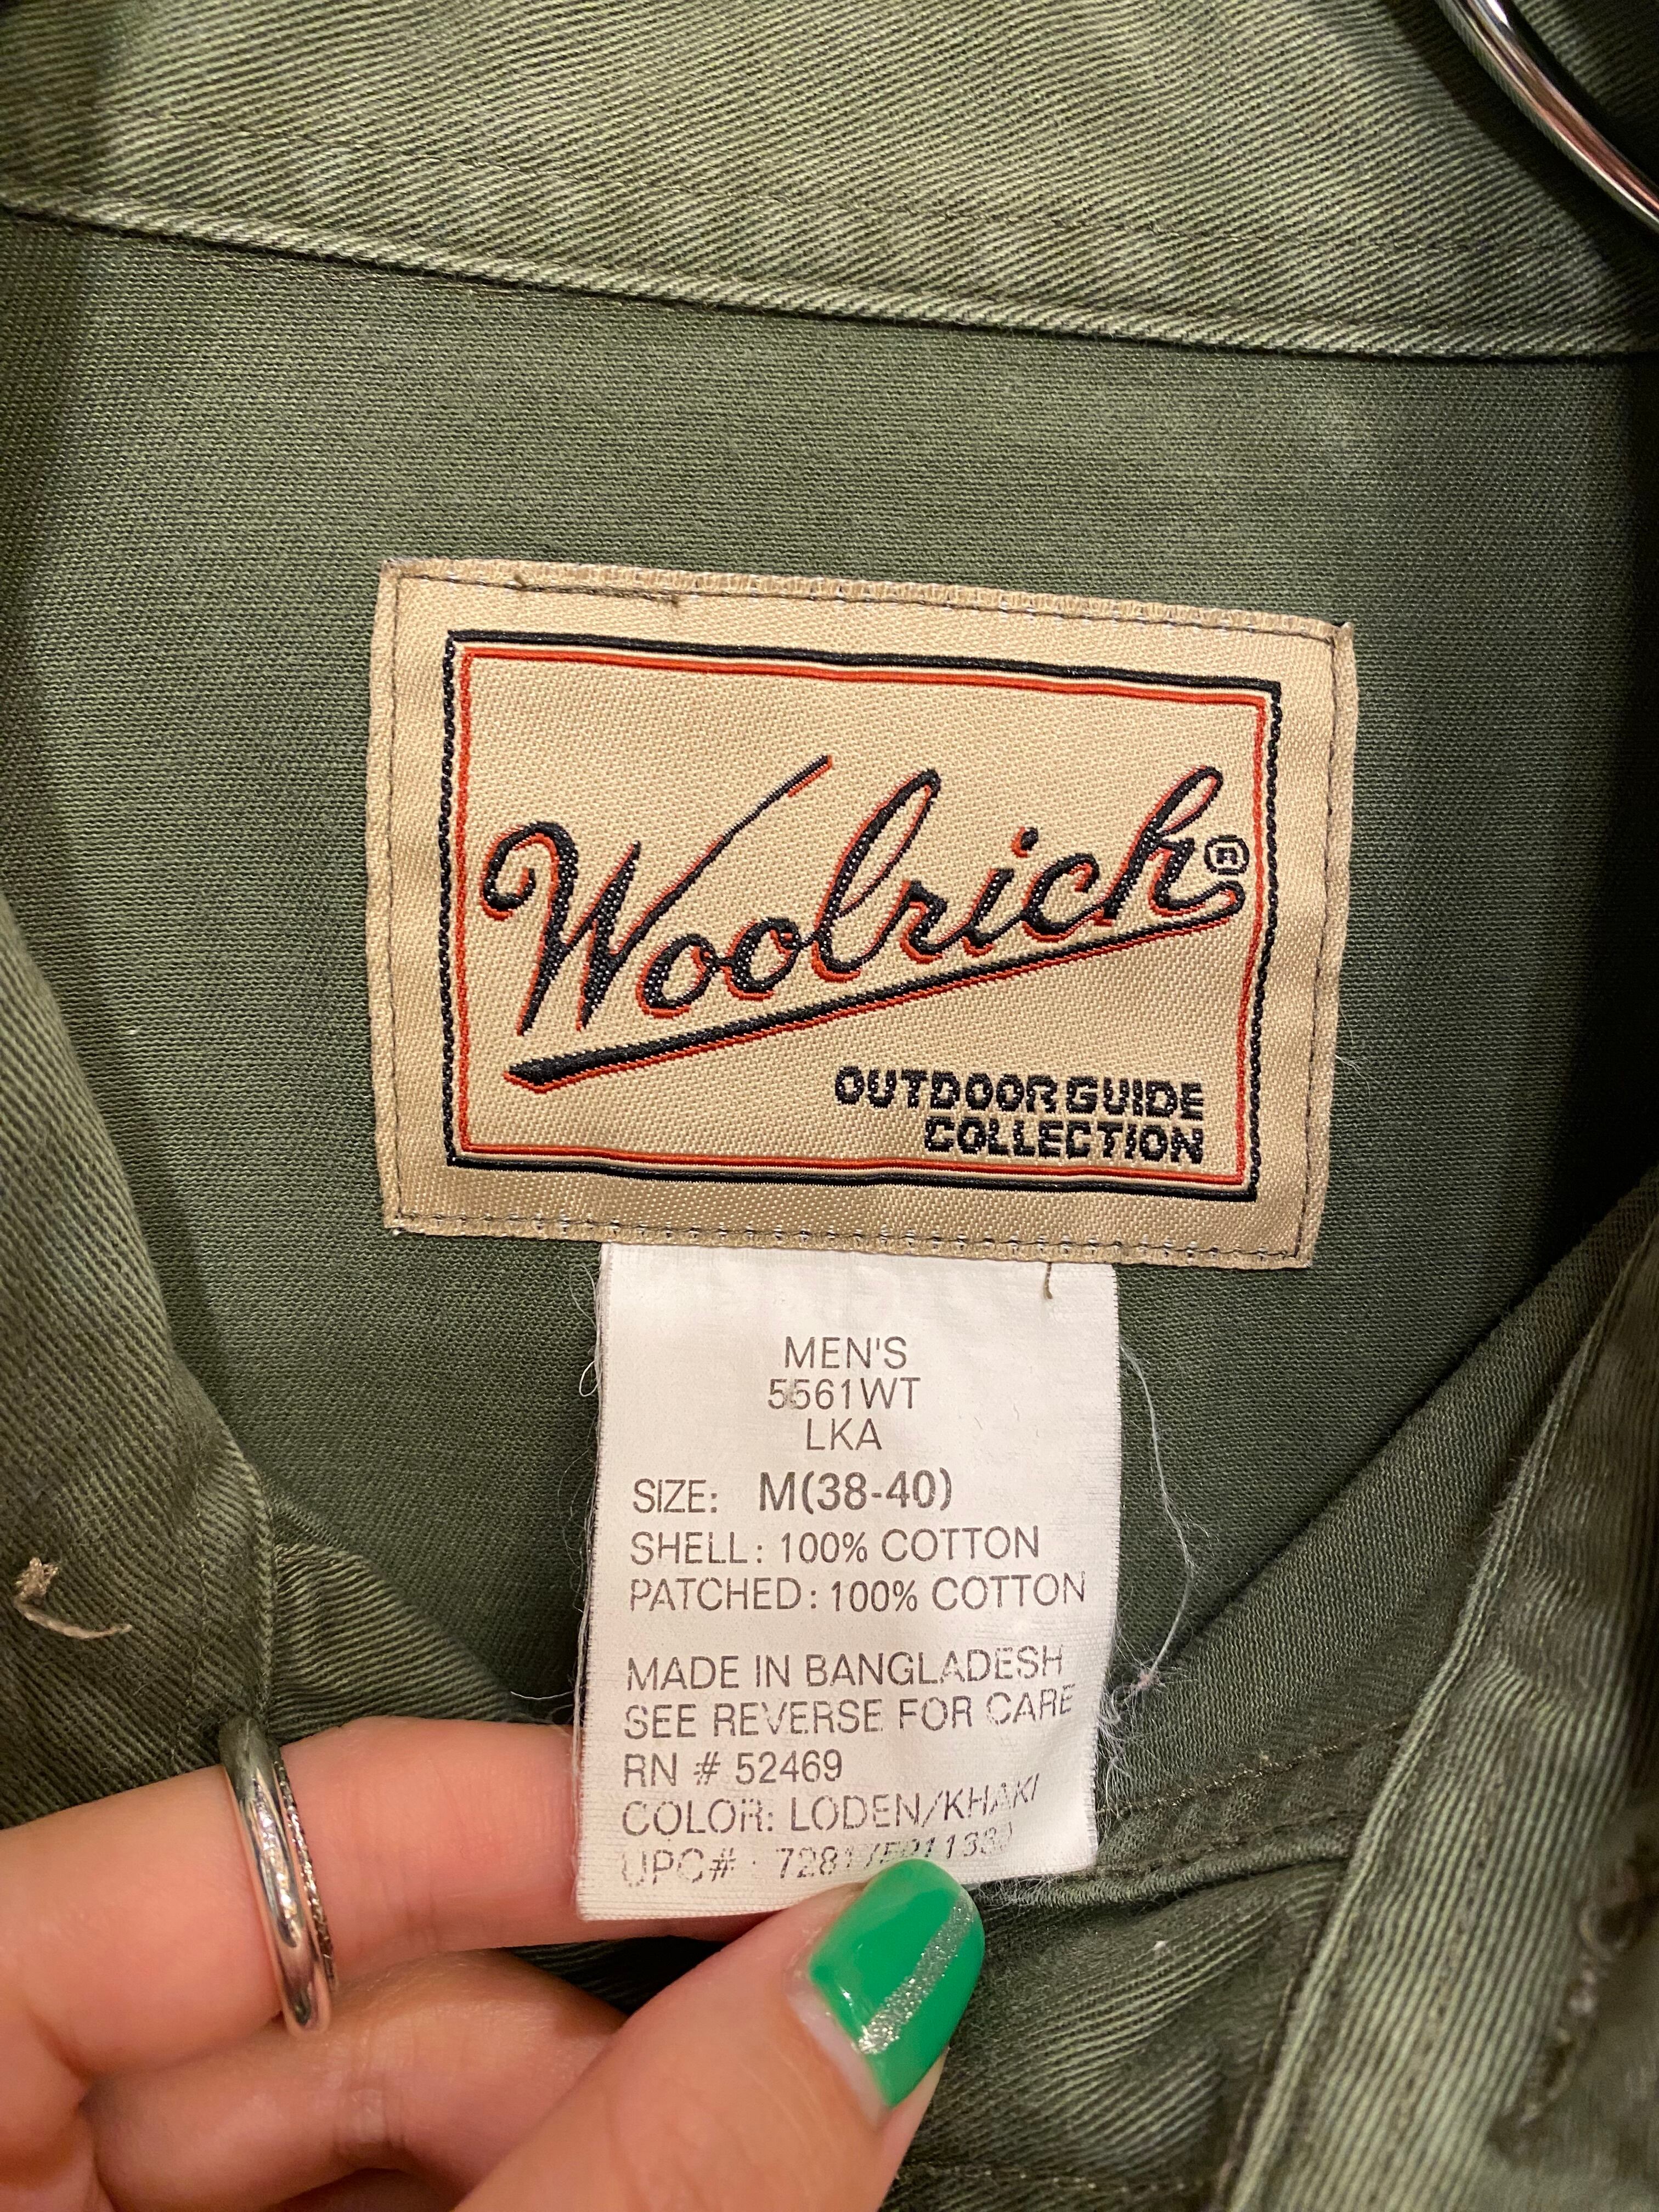 Woolrich®
OUTDOOR GUIDE
COLLECTION
MEN'S
5561WT
LKA
SIZE: M(38-40)
SHELL: 100% COTTON
PATCHED: 100% COTTON
MADE IN BANGLADESH
SEE REVERSE FOR CARE
RN # 52469
COLOR: LODEN/KHAKI
UPC#